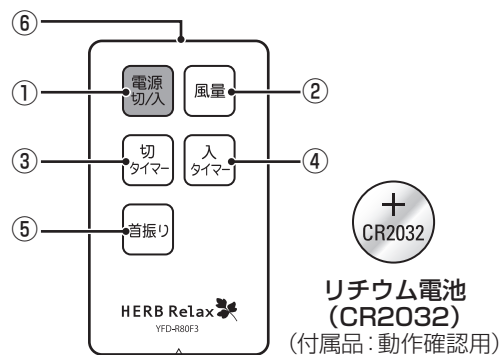 ⑥
①
電源
切/入
風量
②
③
切
タイマー
入
タイマー
④
⑤
首振り
HERB Relax
YFD-R80F3
+
CR2032
リチウム電池
(CR2032)
(付属品:動作確認用)